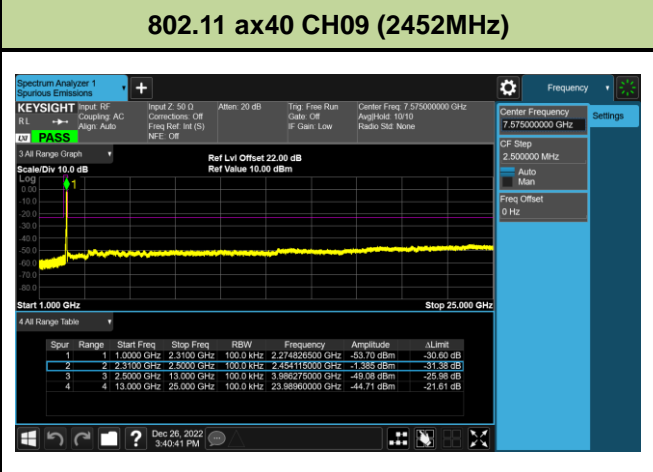 802.11 ax40 CH09 (2452MHz)
Spectrum Analyzer 1
Spurious Emissions
Frequency
KEYSIGHT Input: RF
Coupling: AC
Align: Auto
RL
LXI PASS
Input Z: 50 Ω
Corrections: Off
Freq Ref: Int (S)
NFE: Off
Atten: 20 dB
Trig: Free Run
Gate: Off
IF Gain: Low
Center Freq: 7.575000000 GHz
Avg|Hold: 10/10
Radio Std: None
Center Frequency
7.575000000 GHz
Settings
CF Step
2.500000 MHz
Auto
Man
Freq Offset
0 Hz
3 All Range Graph
Scale/Div 10.0 dB
Ref Lvl Offset 22.00 dB
Ref Value 10.00 dBm
Log
1
0.00
-10.0
-20.0
-30.0
-40.0
-50.0
-60.0
-70.0
-80.0
Start 1.000 GHz
Stop 25.000 GHz
4 All Range Table
Spur Range Start Freq Stop Freq RBW Frequency Amplitude ΔLimit
1 1 1.0000 GHz 2.3100 GHz 100.0 kHz 2.274826500 GHz -53.70 dBm -30.60 dB
2 2 2.3100 GHz 2.5000 GHz 100.0 kHz 2.454115000 GHz -1.385 dBm -31.38 dB
3 3 2.5000 GHz 13.000 GHz 100.0 kHz 3.986275000 GHz -49.08 dBm -25.98 dB
4 4 13.000 GHz 25.000 GHz 100.0 kHz 23.98960000 GHz -44.71 dBm -21.61 dB
Dec 26, 2022
3:40:41 PM